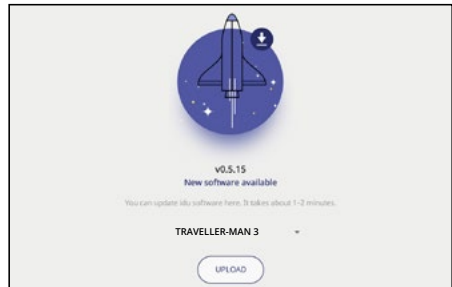 v0.5.15
New software available
You can update idu software here. It takes about 1-2 minutes.
TRAVELLER-MAN 3
UPLOAD